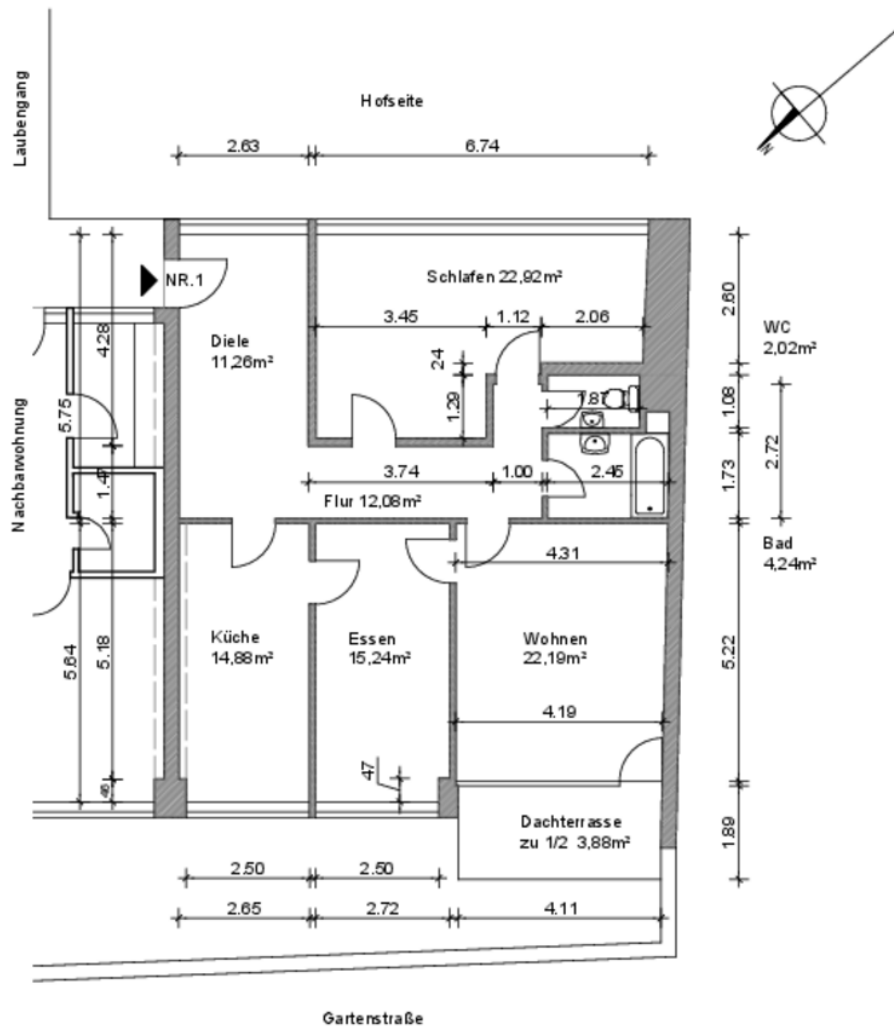 Laubengang
Hofseite
N
2.63
6.74
NR.1
Schlafen 22,92m²
3.45
1.12
2.06
2.60
WC
2,02m²
4.28
Diele
11,26m²
24
1.29
1.87
1.08
5.75
2.72
Nachbarwohnung
1.47
3.74
1.00
2.45
1.73
Flur 12,08m²
Bad
4,24m²
4.31
Küche
14,88m²
Essen
15,24m²
Wohnen
22,19m²
5.64
5.18
5.22
4.19
47
46
Dachterrasse
zu 1/2 3,88m²
1.89
2.50
2.50
2.65
2.72
4.11
Gartenstraße